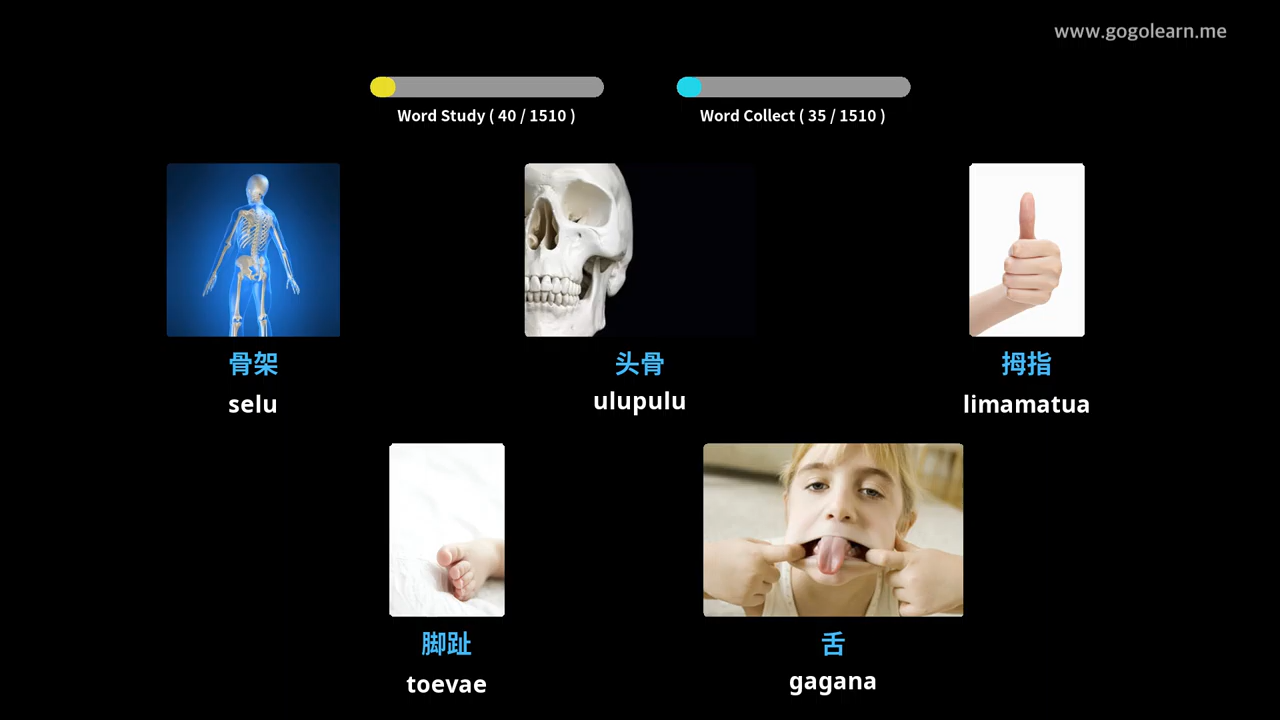 www.gogolearn.me
Word Study ( 40 / 1510 )
Word Collect ( 35 / 1510 )
骨架
selu
头骨
ulupulu
拇指
limamatua
脚趾
toevae
舌
gagana